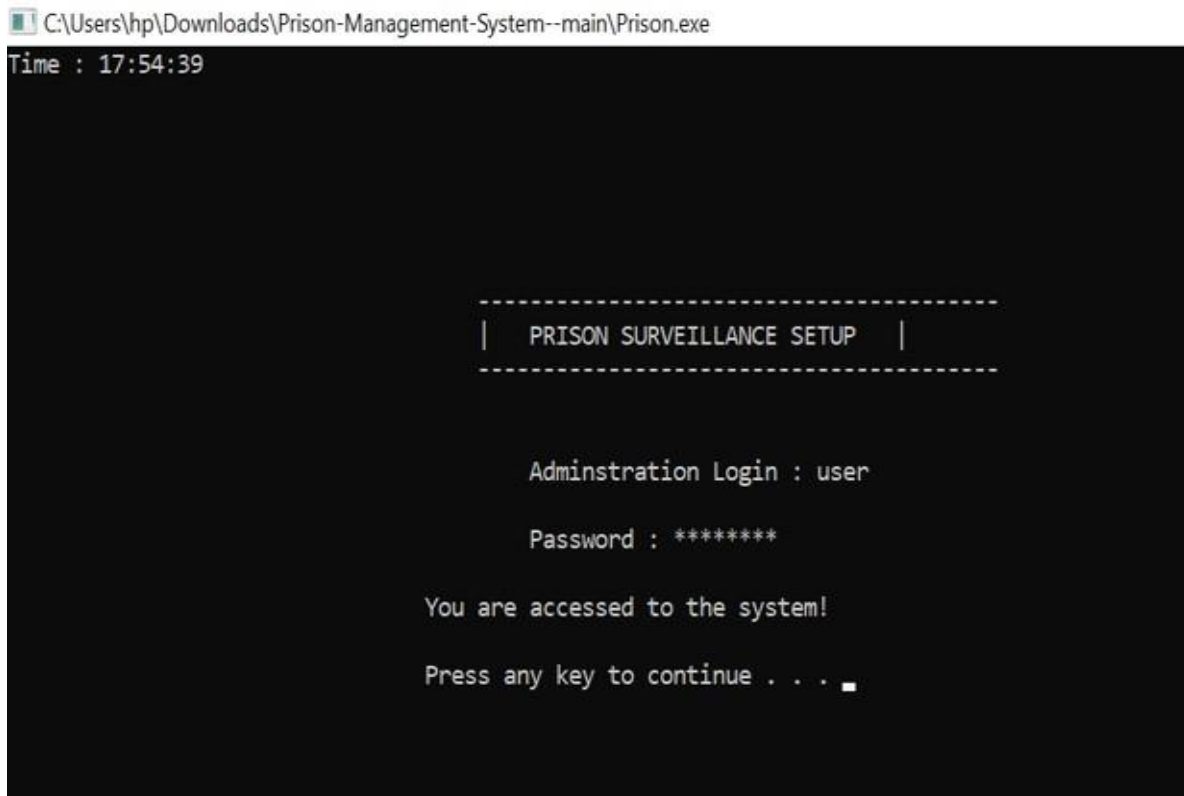 C:\Users\hp\Downloads\Prison-Management-System--main\Prison.exe
Time : 17:54:39
----------------------------------------
| PRISON SURVEILLANCE SETUP |
----------------------------------------
Adminstration Login : user
Password : ********
You are accessed to the system!
Press any key to continue . . .